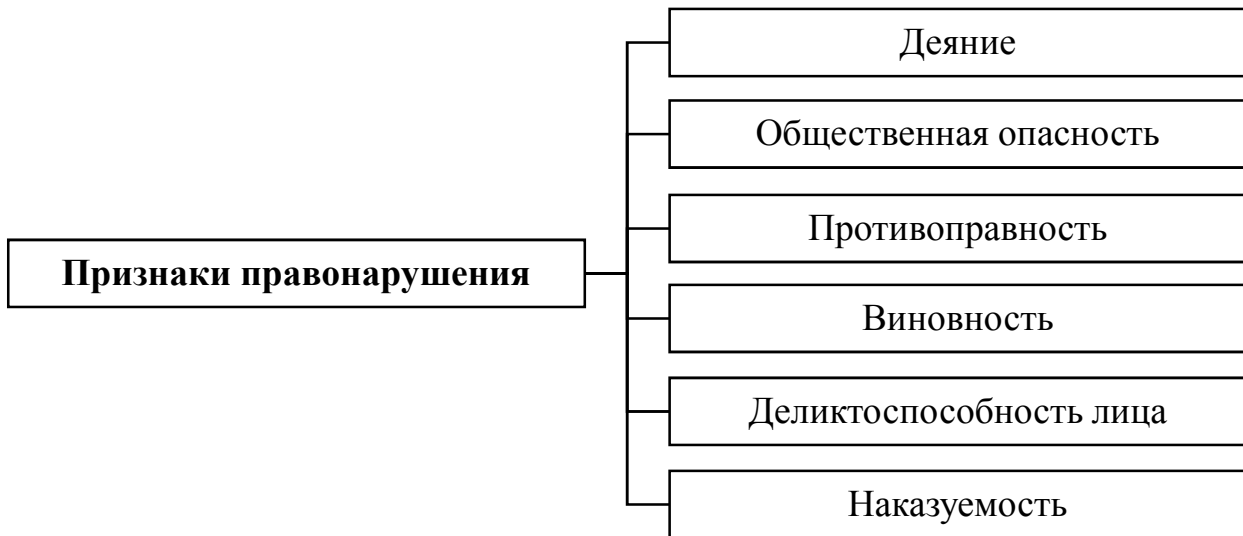 Признаки правонарушения
Деяние
Общественная опасность
Противоправность
Виновность
Деликтоспособность лица
Наказуемость